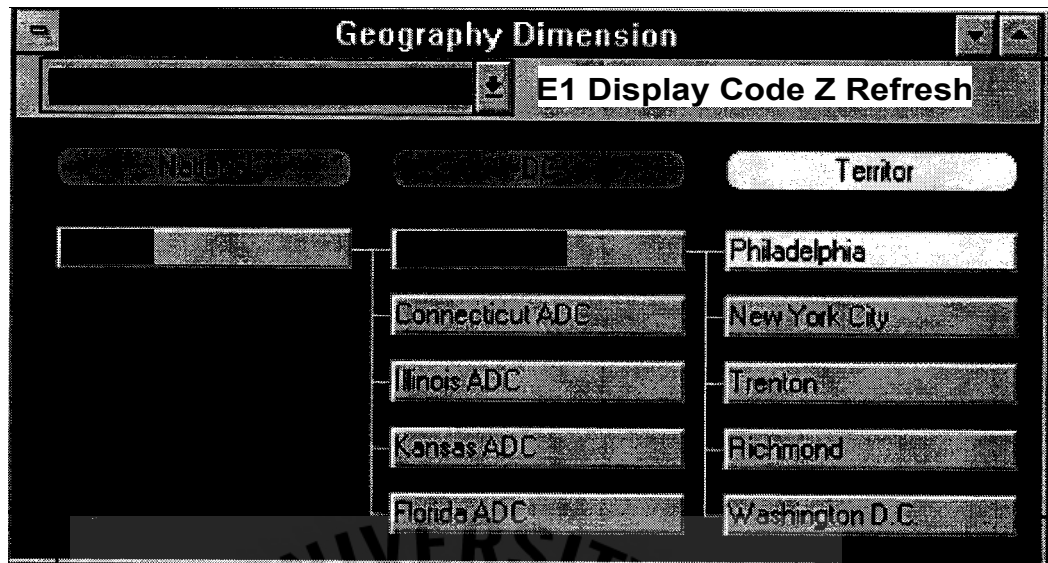 Geography Dimension
E1 Display Code Z Refresh
Territor
Philadelphia
Connecticut ADC
New York City
Illinois ADC
Trenton
Kansas ADC
Richmond
Florida ADC
Washington D.C
UNIVERSIT